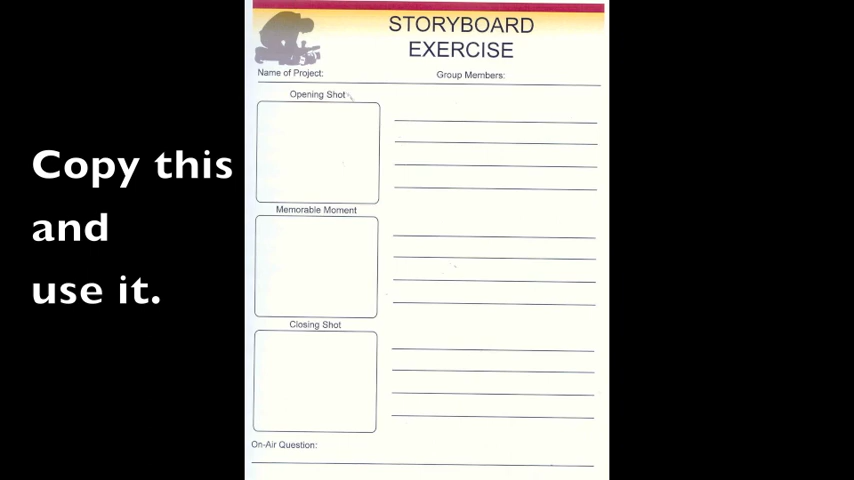 Copy this
and
use it.
STORYBOARD
EXERCISE
Name of Project:
Group Members:
Opening Shot
Memorable Moment
Closing Shot
On-Air Question: